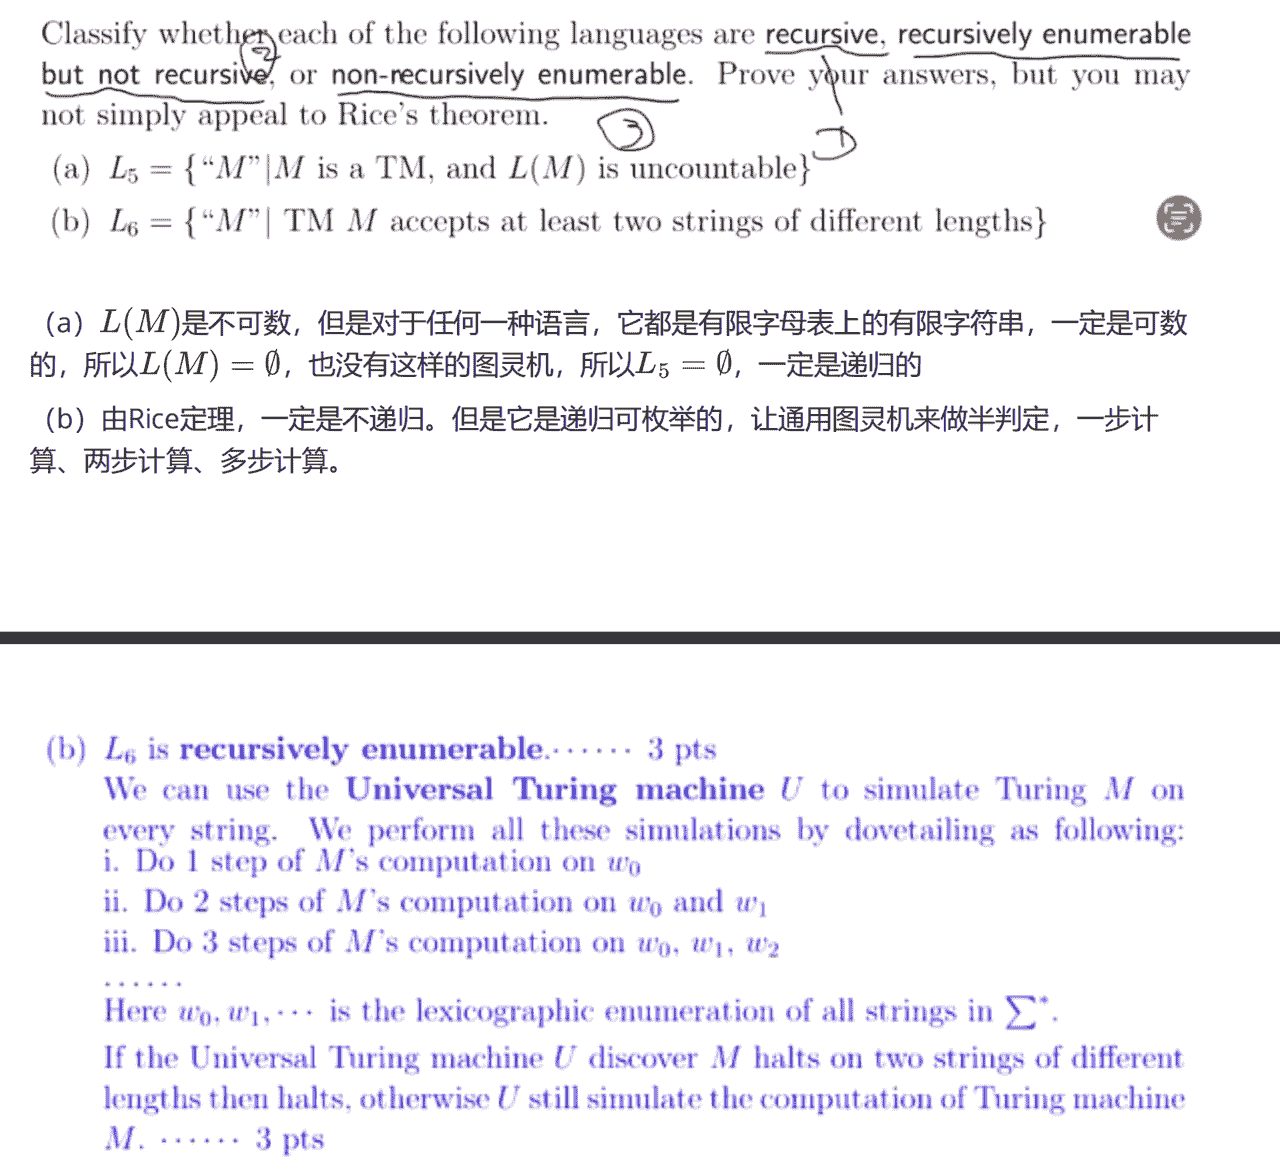 Classify whether each of the following languages are recursive, recursively enumerable
but not recursive, or non-recursively enumerable. Prove your answers, but you may
not simply appeal to Rice's theorem.
②
③
①
(a) L₅ = {“M”|M is a TM, and L(M) is uncountable}
(b) L₆ = {“M”| TM M accepts at least two strings of different lengths}
（a）L(M)是不可数，但是对于任何一种语言，它都是有限字母表上的有限字符串，一定是可数
的，所以L(M) = ∅，也没有这样的图灵机，所以L₅ = ∅，一定是递归的
（b）由Rice定理，一定是不递归。但是它是递归可枚举的，让通用图灵机来做半判定，一步计
算、两步计算、多步计算。
(b) L₆ is recursively enumerable.······ 3 pts
We can use the Universal Turing machine U to simulate Turing M on
every string. We perform all these simulations by dovetailing as following:
i. Do 1 step of M's computation on w₀
ii. Do 2 steps of M's computation on w₀ and w₁
iii. Do 3 steps of M's computation on w₀, w₁, w₂
······
Here w₀, w₁, ··· is the lexicographic enumeration of all strings in ∑*.
If the Universal Turing machine U discover M halts on two strings of different
lengths then halts, otherwise U still simulate the computation of Turing machine
M. ······ 3 pts